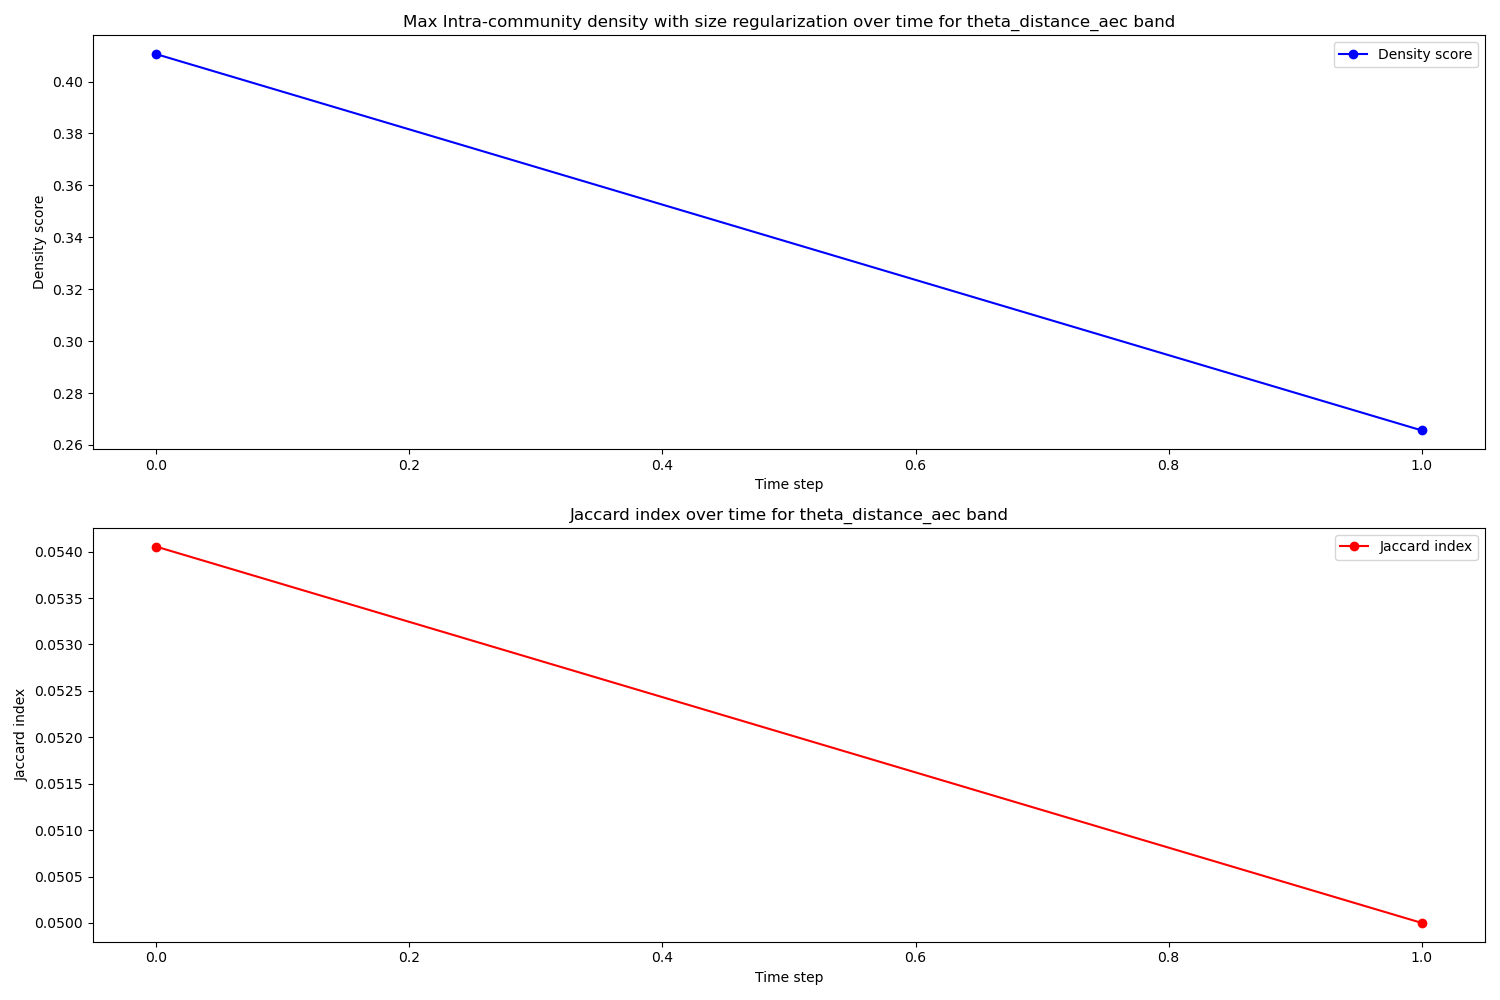 Max Intra-community density with size regularization over time for theta_distance_aec band
Density score
0.40
0.38
0.36
0.34
0.32
0.30
0.28
0.26
Density score
0.0 0.2 0.4 0.6 0.8 1.0
Time step
Jaccard index over time for theta_distance_aec band
Jaccard index
0.0540
0.0535
0.0530
0.0525
0.0520
0.0515
0.0510
0.0505
0.0500
Jaccard index
0.0 0.2 0.4 0.6 0.8 1.0
Time step